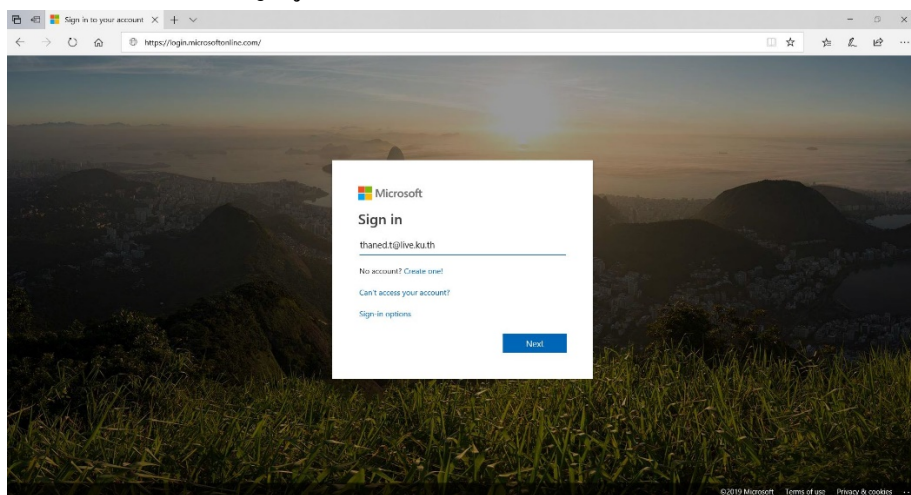 Sign in to your account
https://login.microsoftonline.com/
Microsoft
Sign in
thaned.t@live.ku.th
No account? Create one!
Can't access your account?
Sign-in options
Next
©2019 Microsoft Terms of use Privacy & cookies ...